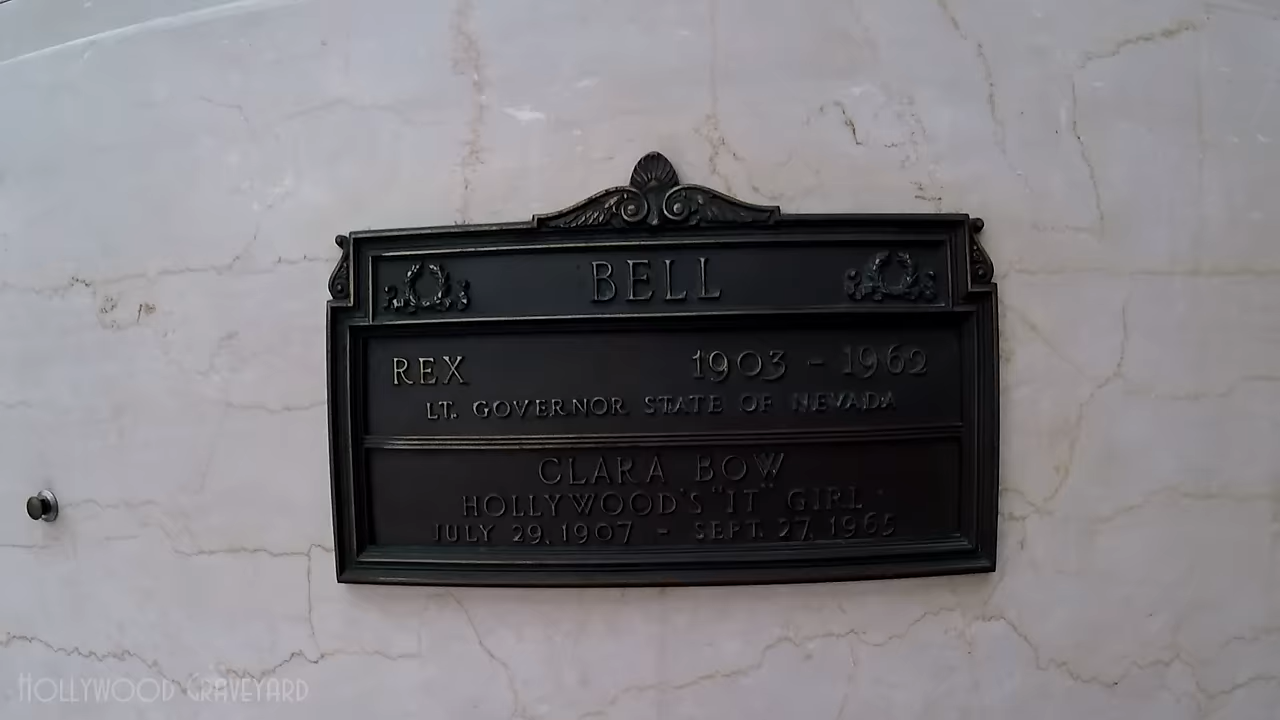 BELL
REX 1903 - 1962
LT. GOVERNOR STATE OF NEVADA
CLARA BOW
HOLLYWOOD'S "IT" GIRL
JULY 29, 1907 - SEPT. 27, 1965
HOLLYWOOD GRAVEYARD